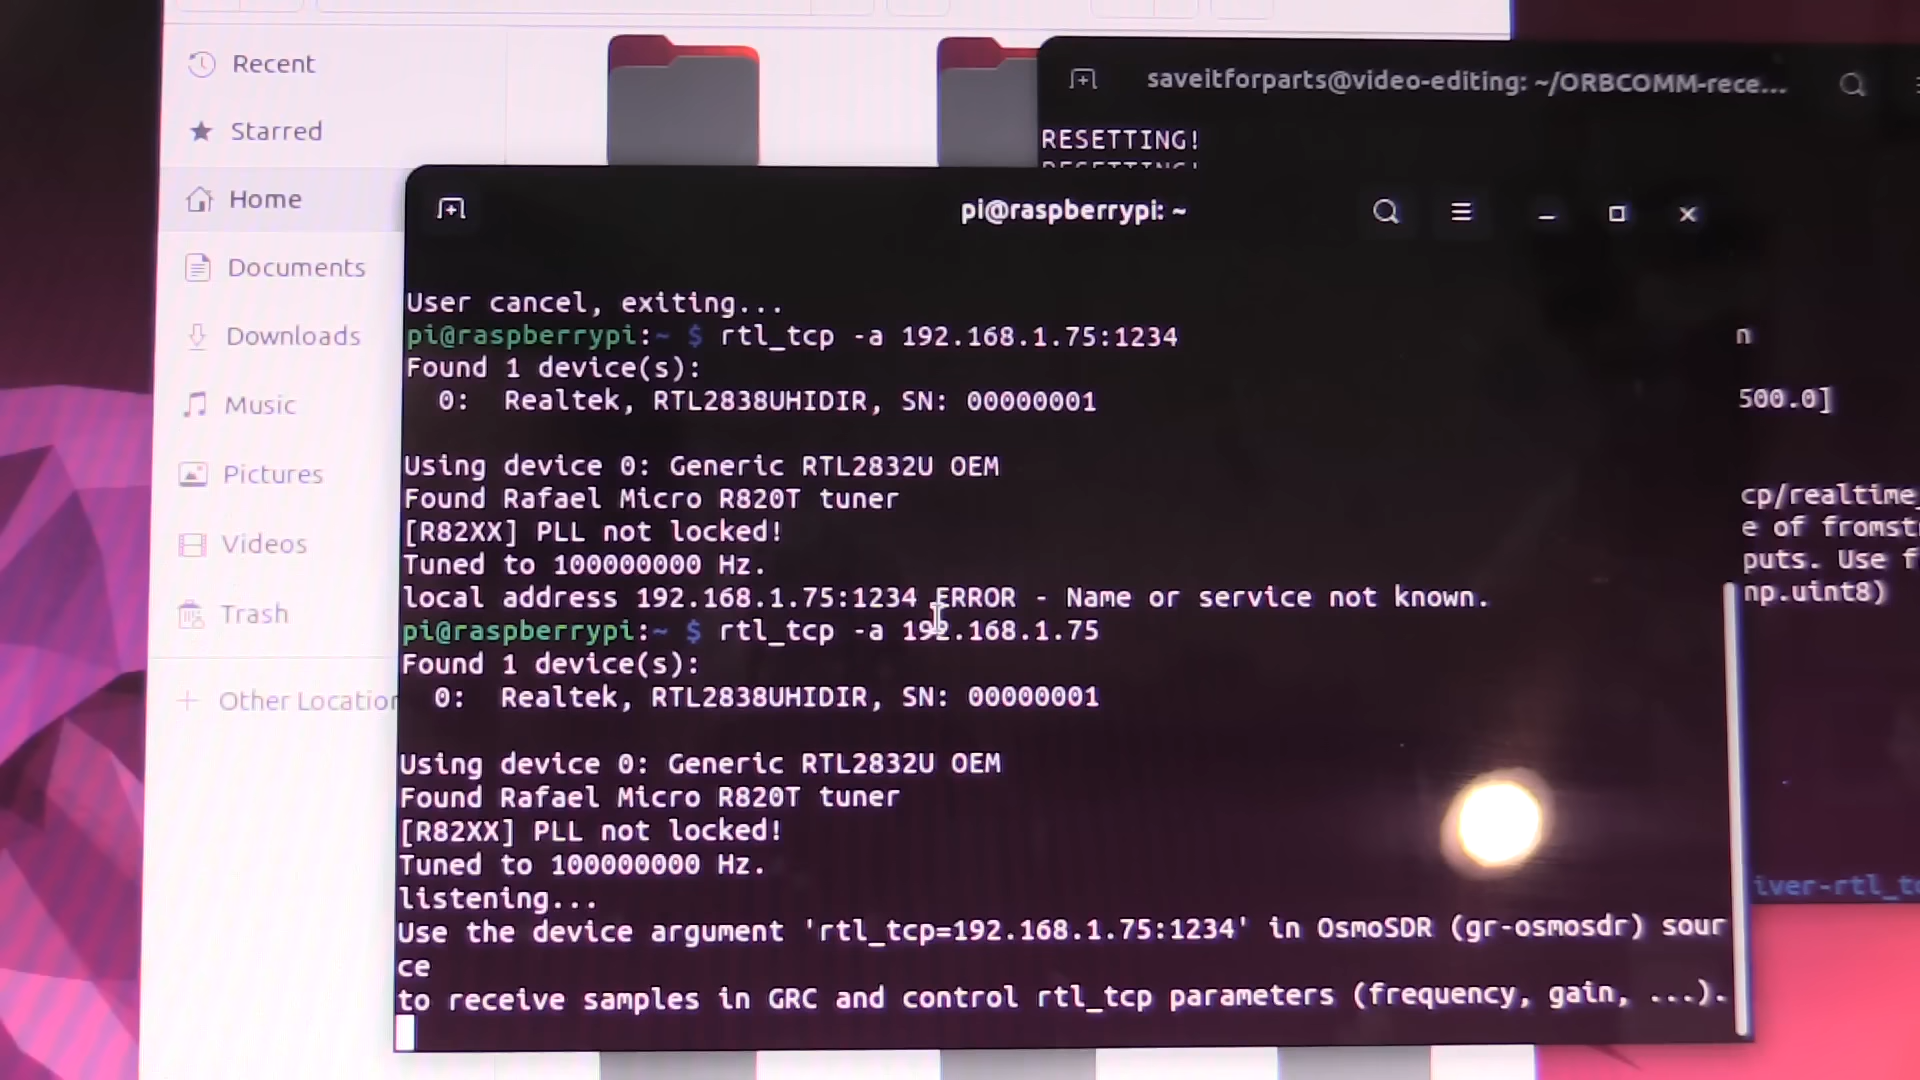 Recent
Starred
Home
Documents
Downloads
Music
Pictures
Videos
Trash
Other Location
saveitforparts@video-editing: ~/ORBCOMM-rece...
RESETTING!
RESETTING!
pi@raspberrypi: ~
User cancel, exiting...
pi@raspberrypi:~ $ rtl_tcp -a 192.168.1.75:1234
Found 1 device(s):
0: Realtek, RTL2838UHIDIR, SN: 00000001
Using device 0: Generic RTL2832U OEM
Found Rafael Micro R820T tuner
[R82XX] PLL not locked!
Tuned to 100000000 Hz.
local address 192.168.1.75:1234 ERROR - Name or service not known.
pi@raspberrypi:~ $ rtl_tcp -a 192.168.1.75
Found 1 device(s):
0: Realtek, RTL2838UHIDIR, SN: 00000001
Using device 0: Generic RTL2832U OEM
Found Rafael Micro R820T tuner
[R82XX] PLL not locked!
Tuned to 100000000 Hz.
listening...
Use the device argument 'rtl_tcp=192.168.1.75:1234' in OsmoSDR (gr-osmosdr) sour
ce
to receive samples in GRC and control rtl_tcp parameters (frequency, gain, ...).
n
500.0]
cp/realtime_
e of fromst
puts. Use f
np.uint8)
iver-rtl_tc